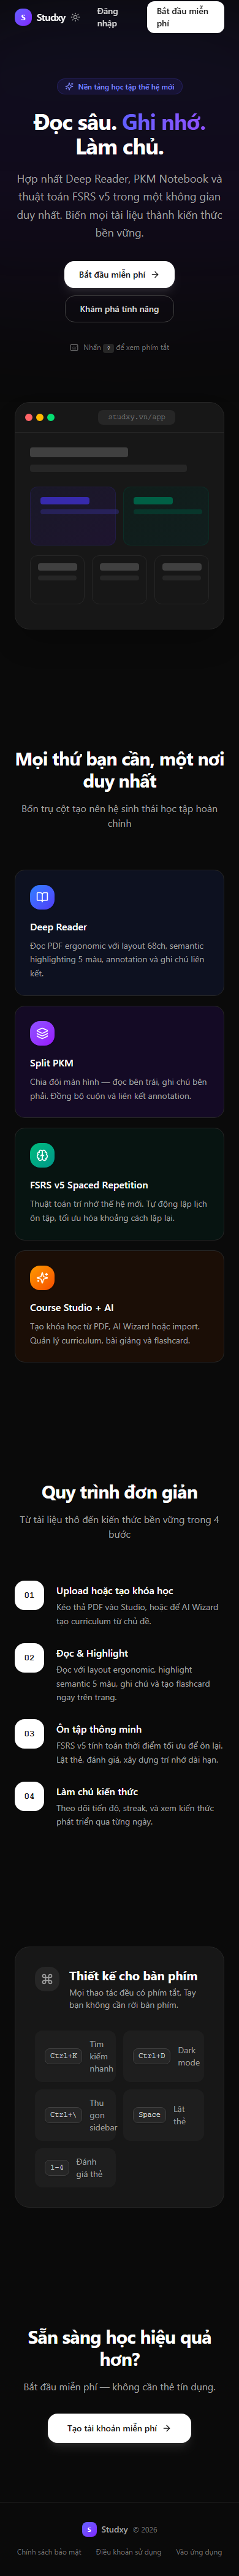 S Studxy
Đăng
nhập
Bắt đầu miễn
phí
Nền tảng học tập thế hệ mới
Đọc sâu. Ghi nhớ.
Làm chủ.
Hợp nhất Deep Reader, PKM Notebook và
thuật toán FSRS v5 trong một không gian
duy nhất. Biến mọi tài liệu thành kiến thức
bền vững.
Bắt đầu miễn phí →
Khám phá tính năng
Nhấn ? để xem phím tắt
studxy.vn/app
Mọi thứ bạn cần, một nơi
duy nhất
Bốn trụ cột tạo nên hệ sinh thái học tập hoàn
chỉnh
Deep Reader
Đọc PDF ergonomic với layout 68ch, semantic
highlighting 5 màu, annotation và ghi chú liên
kết.
Split PKM
Chia đôi màn hình — đọc bên trái, ghi chú bên
phải. Đồng bộ cuộn và liên kết annotation.
FSRS v5 Spaced Repetition
Thuật toán trí nhớ thế hệ mới. Tự động lập lịch
ôn tập, tối ưu hóa khoảng cách lặp lại.
Course Studio + AI
Tạo khóa học từ PDF, AI Wizard hoặc import.
Quản lý curriculum, bài giảng và flashcard.
Quy trình đơn giản
Từ tài liệu thô đến kiến thức bền vững trong 4
bước
01
Upload hoặc tạo khóa học
Kéo thả PDF vào Studio, hoặc để AI Wizard
tạo curriculum từ chủ đề.
02
Đọc & Highlight
Đọc với layout ergonomic, highlight
semantic 5 màu, ghi chú và tạo flashcard
ngay trên trang.
03
Ôn tập thông minh
FSRS v5 tính toán thời điểm tối ưu để ôn lại.
Lật thẻ, đánh giá, xây dựng trí nhớ dài hạn.
04
Làm chủ kiến thức
Theo dõi tiến độ, streak, và xem kiến thức
phát triển qua từng ngày.
Thiết kế cho bàn phím
Mọi thao tác đều có phím tắt. Tay
bạn không cần rời bàn phím.
Ctrl+K
Tìm
kiếm
nhanh
Ctrl+D
Dark
mode
Ctrl+\
Thu
gọn
sidebar
Space
Lật
thẻ
1-4
Đánh
giá thẻ
Sẵn sàng học hiệu quả
hơn?
Bắt đầu miễn phí — không cần thẻ tín dụng.
Tạo tài khoản miễn phí →
S Studxy © 2026
Chính sách bảo mật Điều khoản sử dụng Vào ứng dụng